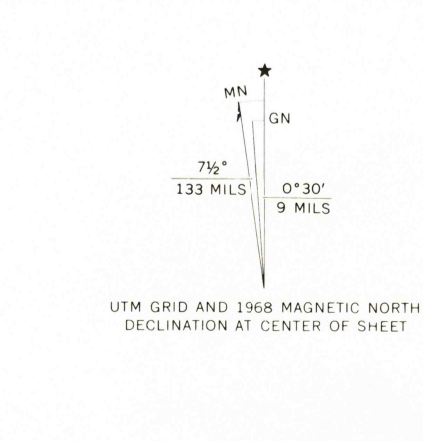 ★
MN
GN
7½°
133 MILS
0°30′
9 MILS
UTM GRID AND 1968 MAGNETIC NORTH
DECLINATION AT CENTER OF SHEET